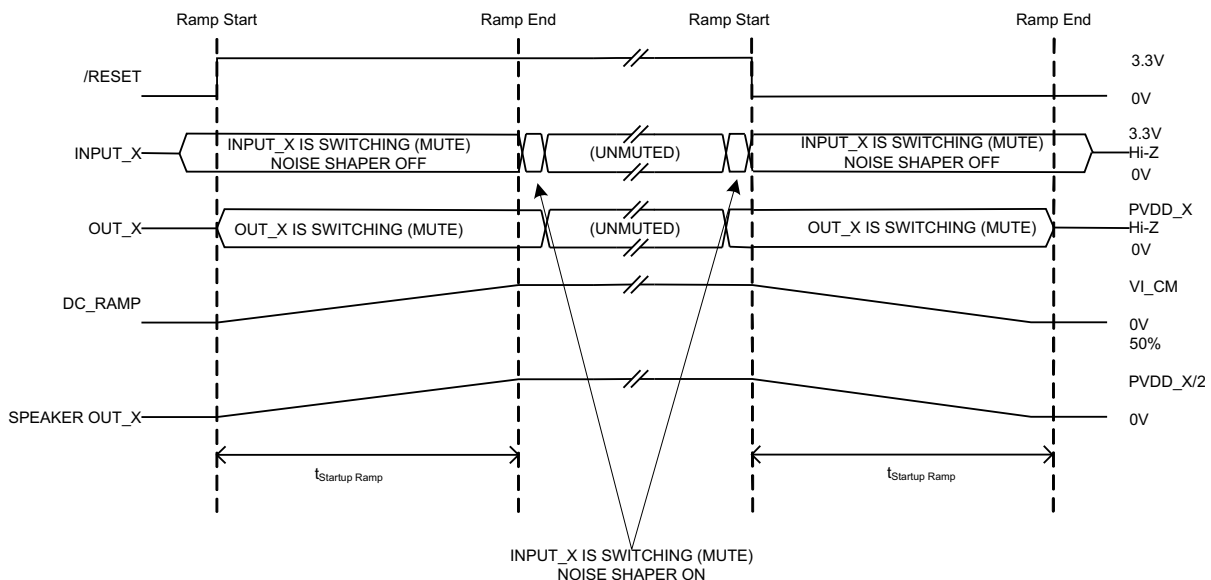 Ramp Start
Ramp End
Ramp Start
Ramp End
/RESET
3.3V
0V
INPUT_X
INPUT_X IS SWITCHING (MUTE)
NOISE SHAPER OFF
(UNMUTED)
INPUT_X IS SWITCHING (MUTE)
NOISE SHAPER OFF
3.3V
Hi-Z
0V
OUT_X
OUT_X IS SWITCHING (MUTE)
(UNMUTED)
OUT_X IS SWITCHING (MUTE)
PVDD_X
Hi-Z
0V
DC_RAMP
VI_CM
0V
50%
SPEAKER OUT_X
PVDD_X/2
0V
tStartup Ramp
tStartup Ramp
INPUT_X IS SWITCHING (MUTE)
NOISE SHAPER ON